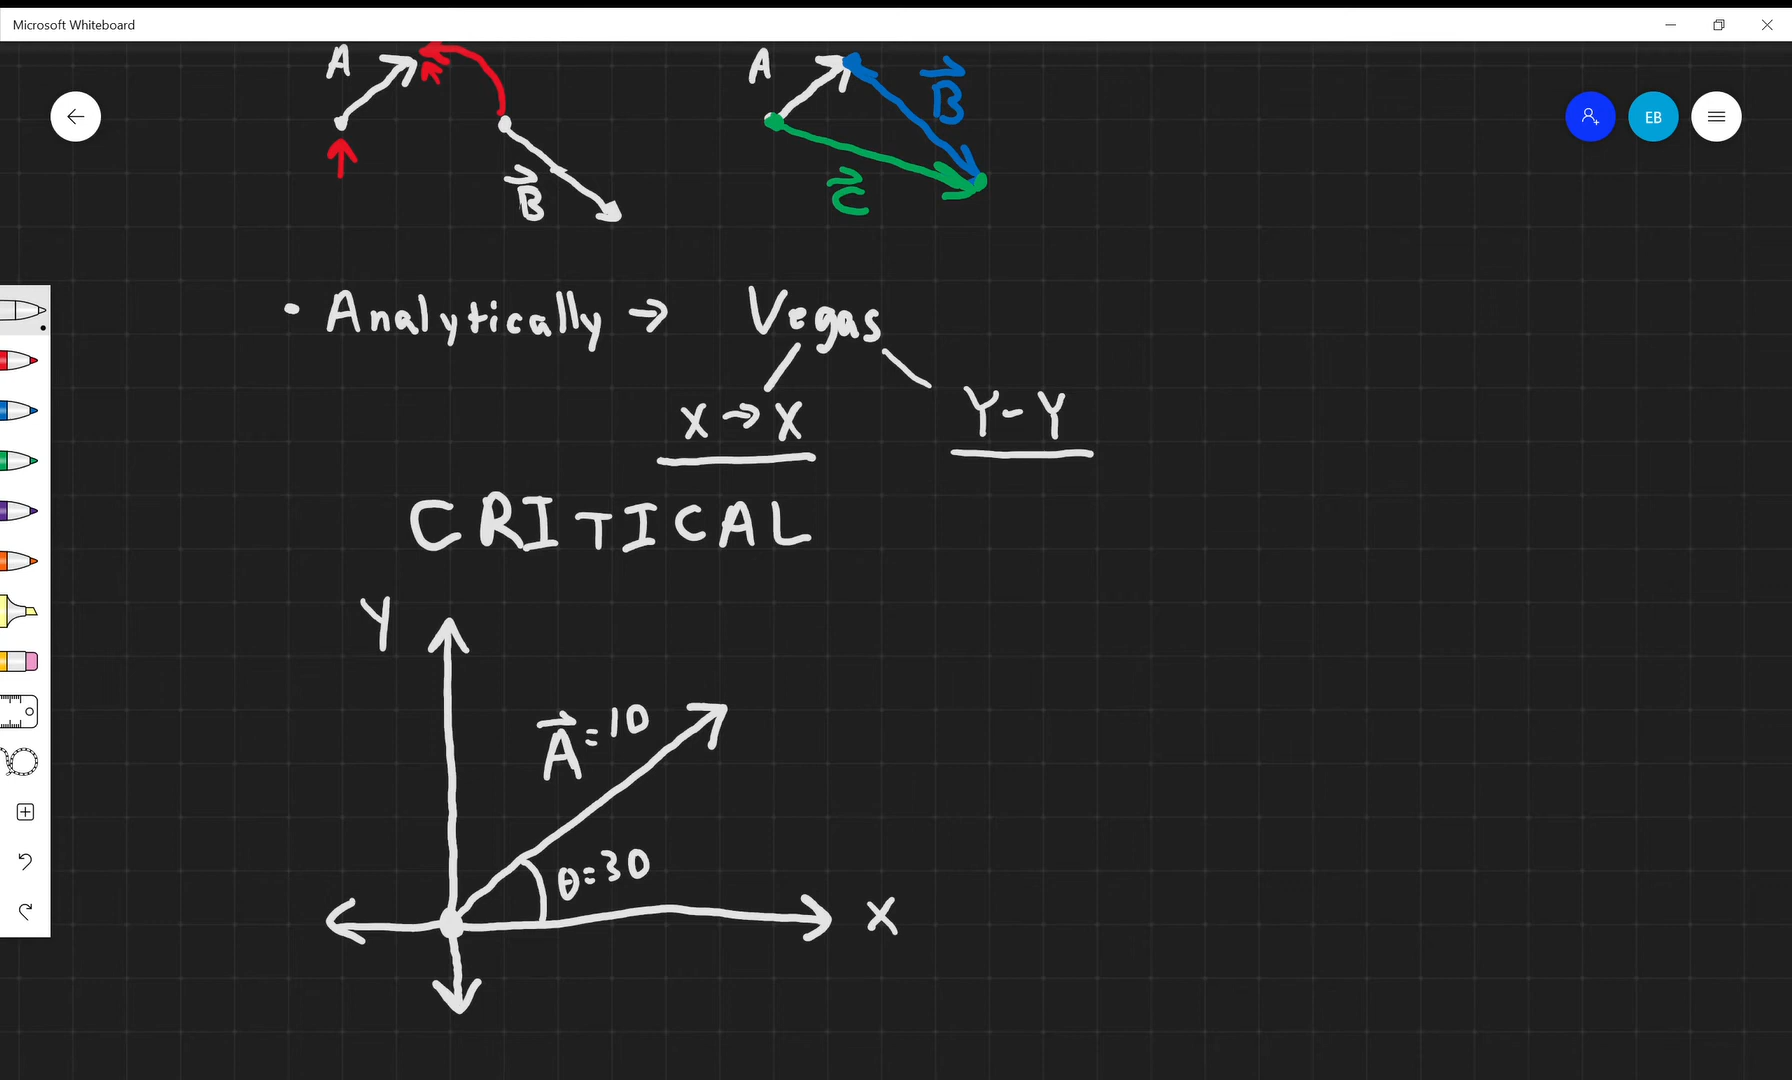 Microsoft Whiteboard
A
B
A
B
C
EB
• Analytically → Vegas
X → X
Y - Y
CRITICAL
Y
A = 10
θ = 30
X